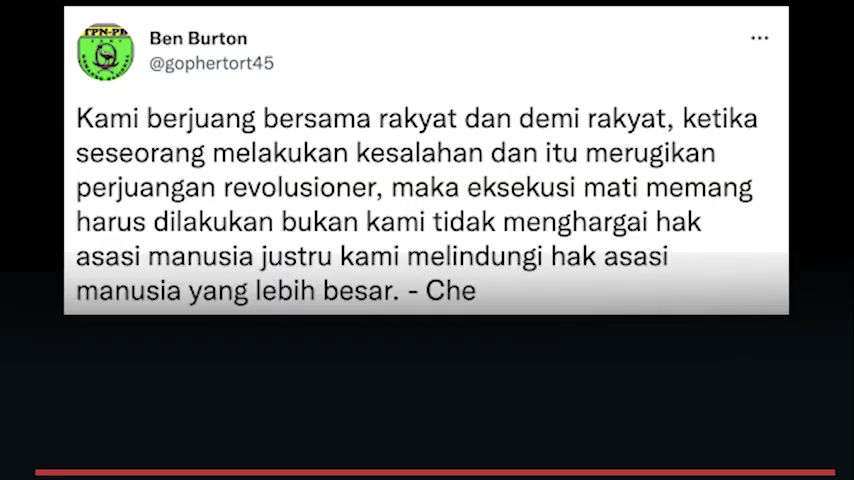 TPN-PB
Ben Burton
@gophertort45
Kami berjuang bersama rakyat dan demi rakyat, ketika
seseorang melakukan kesalahan dan itu merugikan
perjuangan revolusioner, maka eksekusi mati memang
harus dilakukan bukan kami tidak menghargai hak
asasi manusia justru kami melindungi hak asasi
manusia yang lebih besar. - Che